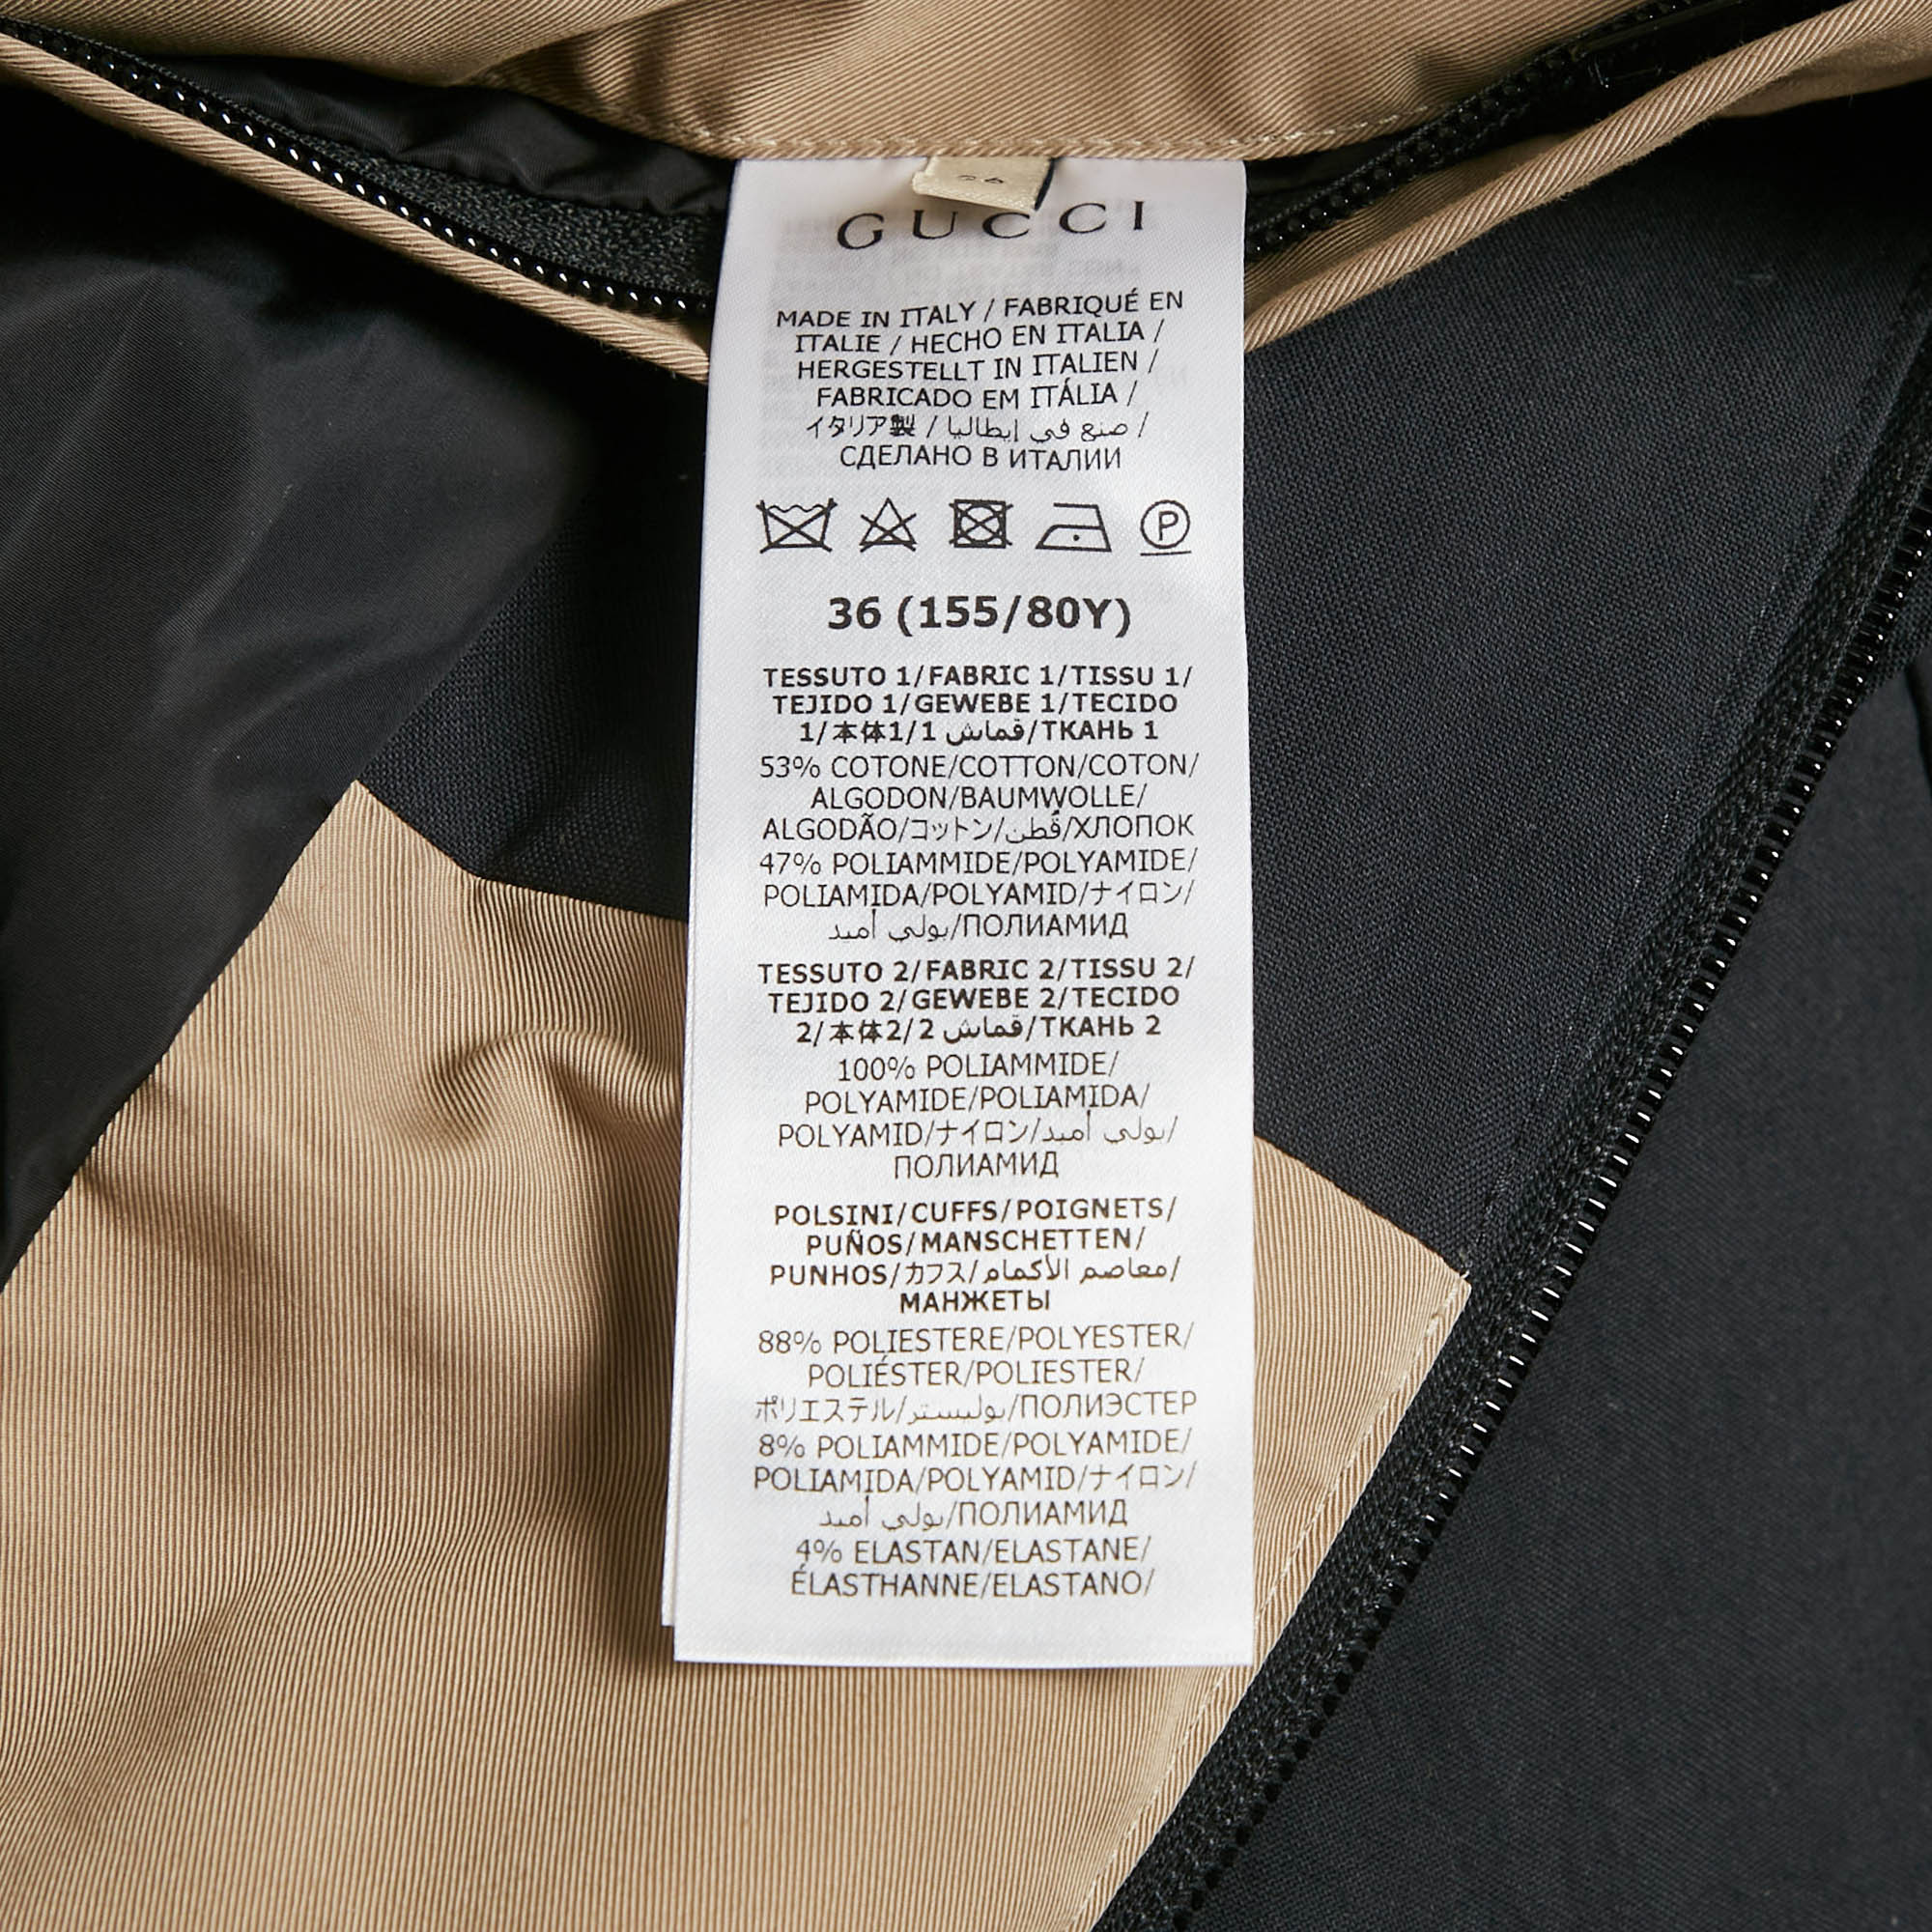 GUCCI
MADE IN ITALY / FABRIQUÉ EN
ITALIE / HECHO EN ITALIA /
HERGESTELLT IN ITALIEN /
FABRICADO EM ITÁLIA /
イタリア製 / صنع في إيطاليا /
СДЕЛАНО В ИТАЛИИ
P
36 (155/80Y)
TESSUTO 1/FABRIC 1/TISSU 1/
TEJIDO 1/GEWEBE 1/TECIDO
1/本体1/1 قماش/ТКАНЬ 1
53% COTONE/COTTON/COTON/
ALGODON/BAUMWOLLE/
ALGODÃO/コットン/قطن/ХЛОПОК
47% POLIAMMIDE/POLYAMIDE/
POLIAMIDA/POLYAMID/ナイロン/
بولي أميد/ПОЛИАМИД
TESSUTO 2/FABRIC 2/TISSU 2/
TEJIDO 2/GEWEBE 2/TECIDO
2/本体2/2 قماش/ТКАНЬ 2
100% POLIAMMIDE/
POLYAMIDE/POLIAMIDA/
POLYAMID/ナイロン/بولي أميد/
ПОЛИАМИД
POLSINI/CUFFS/POIGNETS/
PUÑOS/MANSCHETTEN/
PUNHOS/カフス/معاصم الأكمام/
МАНЖЕТЫ
88% POLIESTERE/POLYESTER/
POLIÉSTER/POLIESTER/
ポリエステル/بوليستر/ПОЛИЭСТЕР
8% POLIAMMIDE/POLYAMIDE/
POLIAMIDA/POLYAMID/ナイロン/
بولي أميد/ПОЛИАМИД
4% ELASTAN/ELASTANE/
ÉLASTHANNE/ELASTANO/